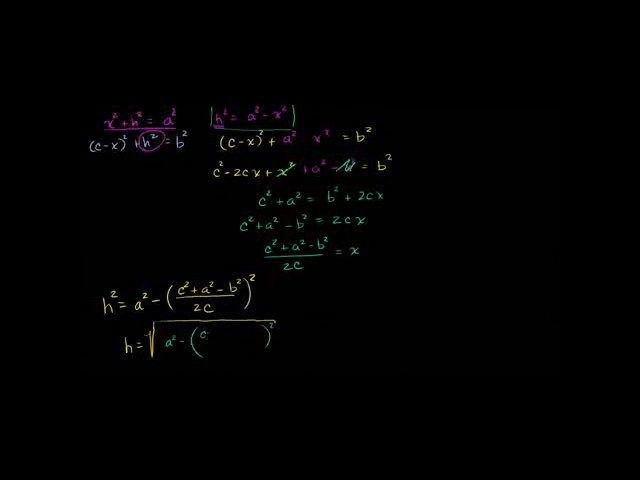 x² + h² = a²
h² = a² - x²
(c-x)² + h² = b²
(c-x)² + a² x² = b²
c² - 2cx + x² + a² - x² = b²
c² + a² = b² + 2cx
c² + a² - b² = 2cx
(c² + a² - b²)/2c = x
h² = a² - ((c² + a² - b²)/2c)²
h = √(a² - (c )²)